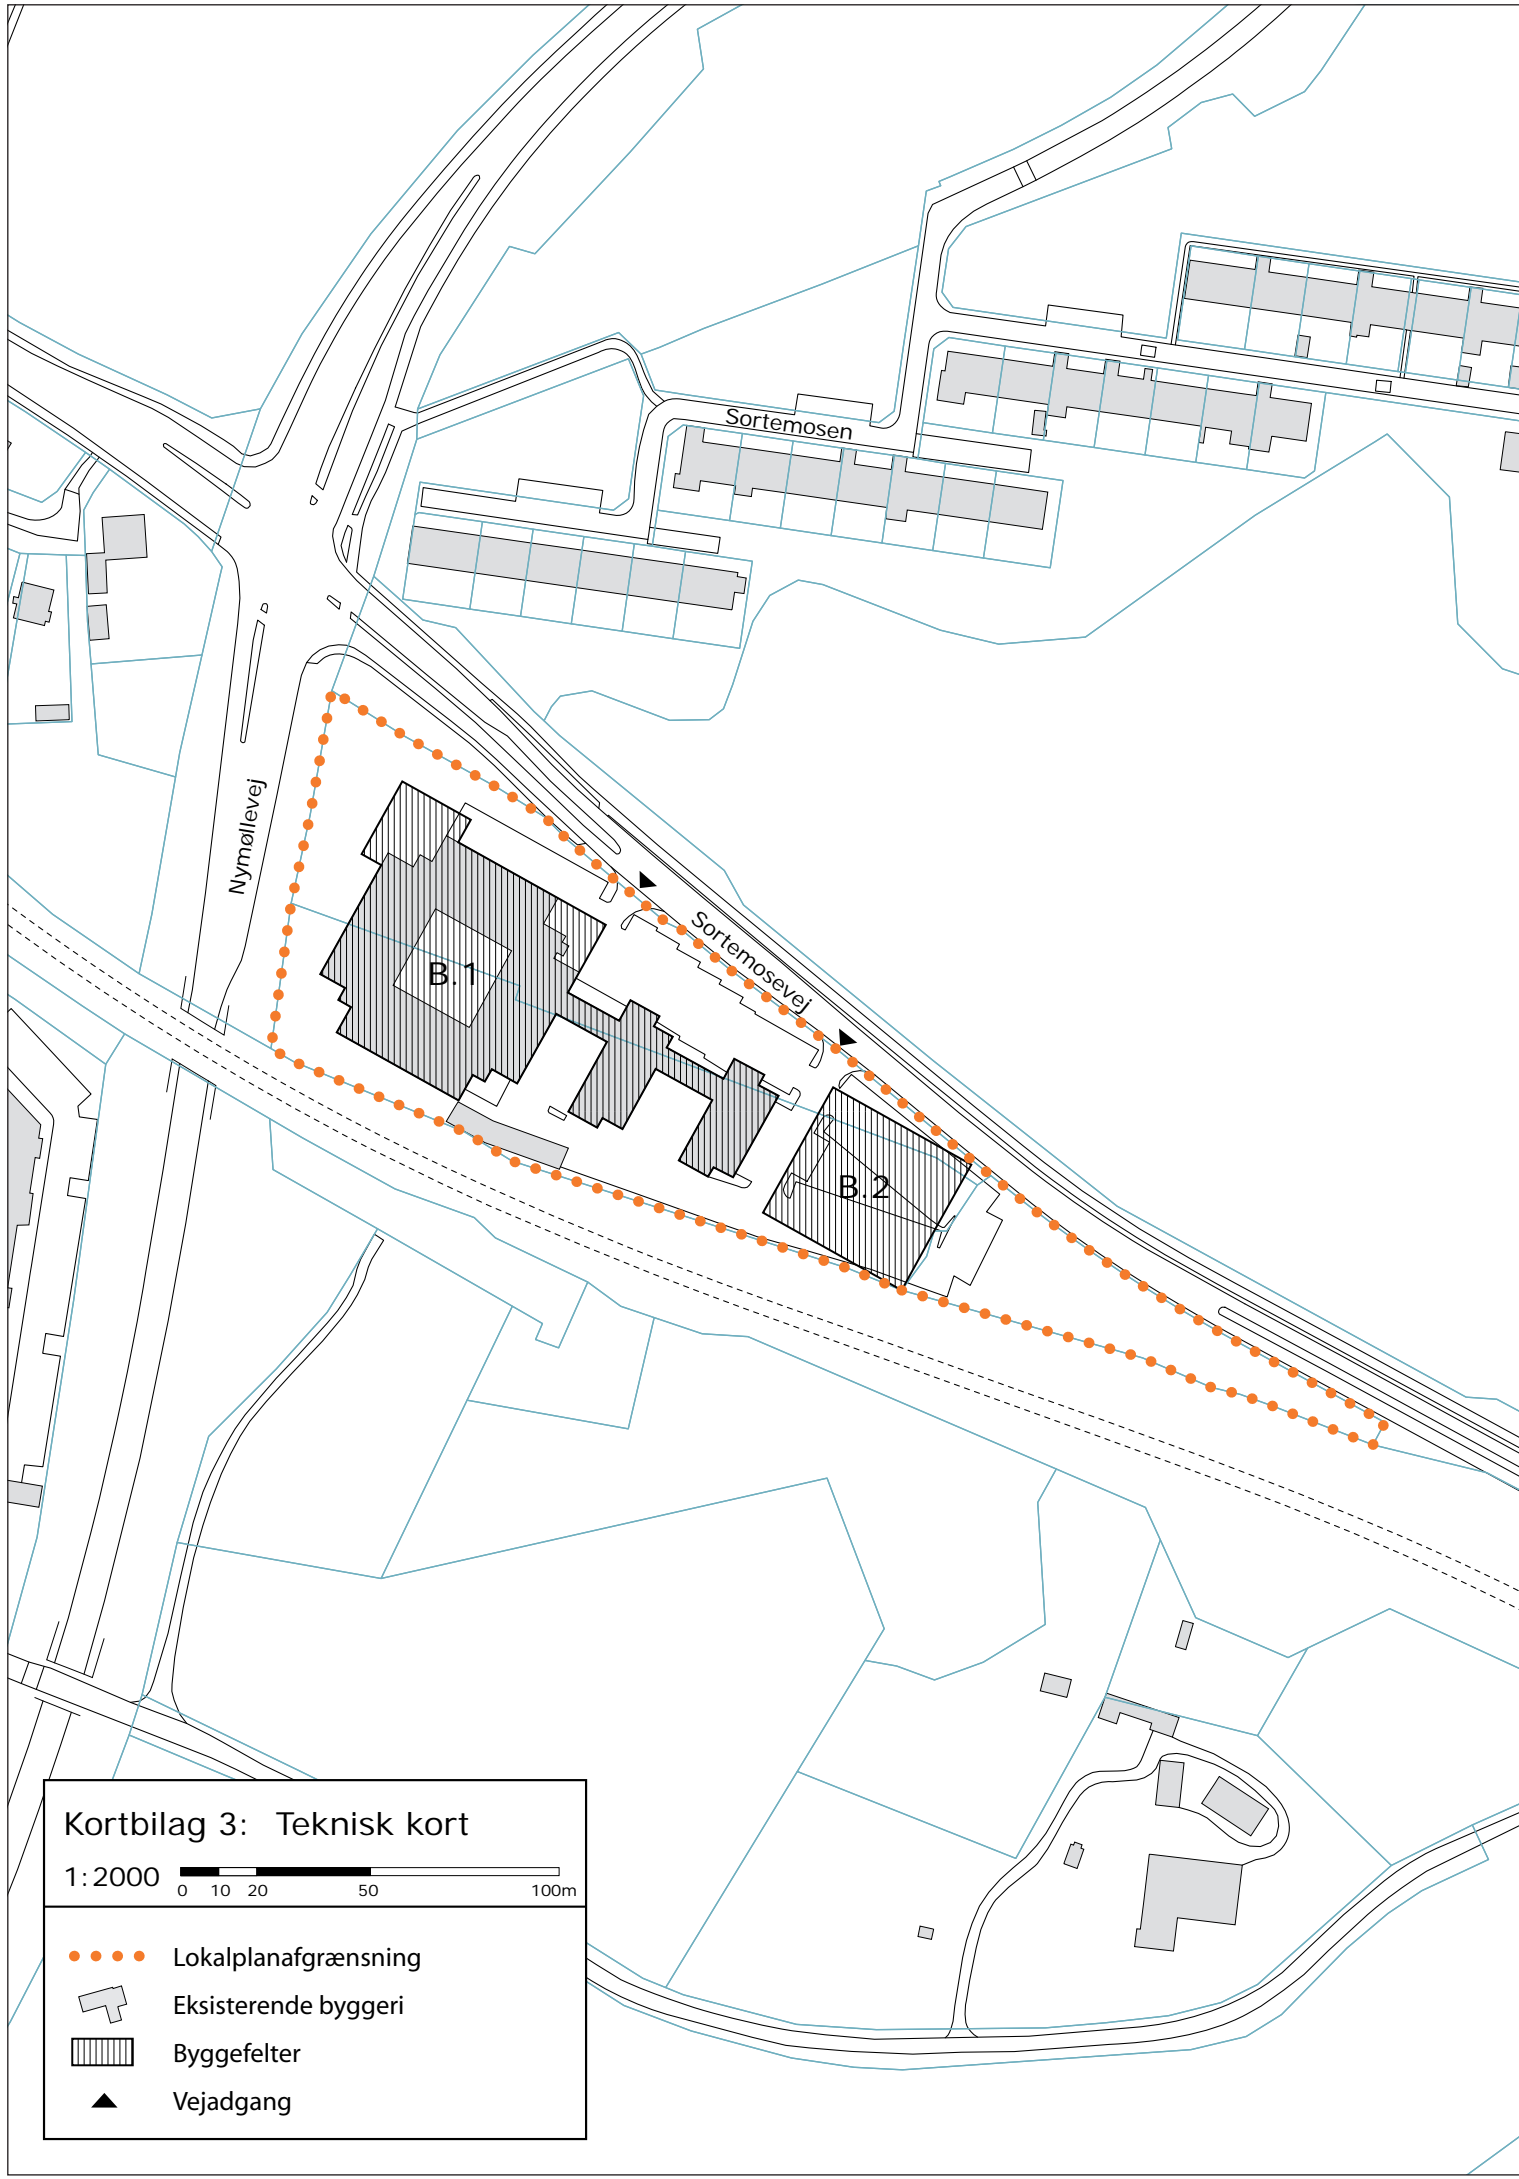 Sortemosen
Nymøllevej
Sortemosevej
B.1
B.2
Kortbilag 3: Teknisk kort
1:2000
0 10 20 50 100m
Lokalplanafgrænsning
Eksisterende byggeri
Byggefelter
Vejadgang